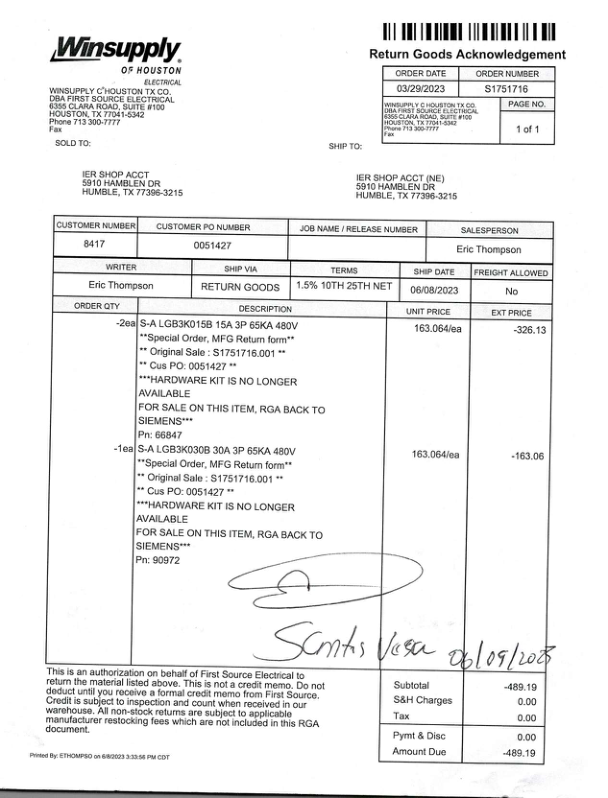 Winsupply
OF HOUSTON
ELECTRICAL
WINSUPPLY C HOUSTON TX CO.
DBA FIRST SOURCE ELECTRICAL
6355 CLARA ROAD, SUITE #100
HOUSTON, TX 77041-5342
Phone 713 300-7777
Fax
Return Goods Acknowledgement
ORDER DATE ORDER NUMBER
03/29/2023 S1751716
WINSUPPLY C HOUSTON TX CO.
DBA FIRST SOURCE ELECTRICAL
6355 CLARA ROAD, SUITE #100
HOUSTON, TX 77041-5342
Phone 713 300-7777
Fax
PAGE NO.
1 of 1
SOLD TO:
SHIP TO:
IER SHOP ACCT
5910 HAMBLEN DR
HUMBLE, TX 77396-3215
IER SHOP ACCT (NE)
5910 HAMBLEN DR
HUMBLE, TX 77396-3215
CUSTOMER NUMBER CUSTOMER PO NUMBER JOB NAME / RELEASE NUMBER SALESPERSON
8417 0051427 Eric Thompson
WRITER SHIP VIA TERMS SHIP DATE FREIGHT ALLOWED
Eric Thompson RETURN GOODS 1.5% 10TH 25TH NET 06/08/2023 No
ORDER QTY DESCRIPTION UNIT PRICE EXT PRICE
-2ea S-A LGB3K015B 15A 3P 65KA 480V 163.064/ea -326.13
**Special Order, MFG Return form**
** Original Sale : S1751716.001 **
** Cus PO: 0051427 **
***HARDWARE KIT IS NO LONGER
AVAILABLE
FOR SALE ON THIS ITEM, RGA BACK TO
SIEMENS***
Pn: 66847
-1ea S-A LGB3K030B 30A 3P 65KA 480V 163.064/ea -163.06
**Special Order, MFG Return form**
** Original Sale : S1751716.001 **
** Cus PO: 0051427 **
***HARDWARE KIT IS NO LONGER
AVAILABLE
FOR SALE ON THIS ITEM, RGA BACK TO
SIEMENS***
Pn: 90972
06/09/2023
This is an authorization on behalf of First Source Electrical to
return the material listed above. This is not a credit memo. Do not
deduct until you receive a formal credit memo from First Source.
Credit is subject to inspection and count when received in our
warehouse. All non-stock returns are subject to applicable
manufacturer restocking fees which are not included in this RGA
document.
Subtotal -489.19
S&H Charges 0.00
Tax 0.00
Pymt & Disc 0.00
Amount Due -489.19
Printed By: ETHOMPSO on 6/8/2023 3:33:56 PM CDT